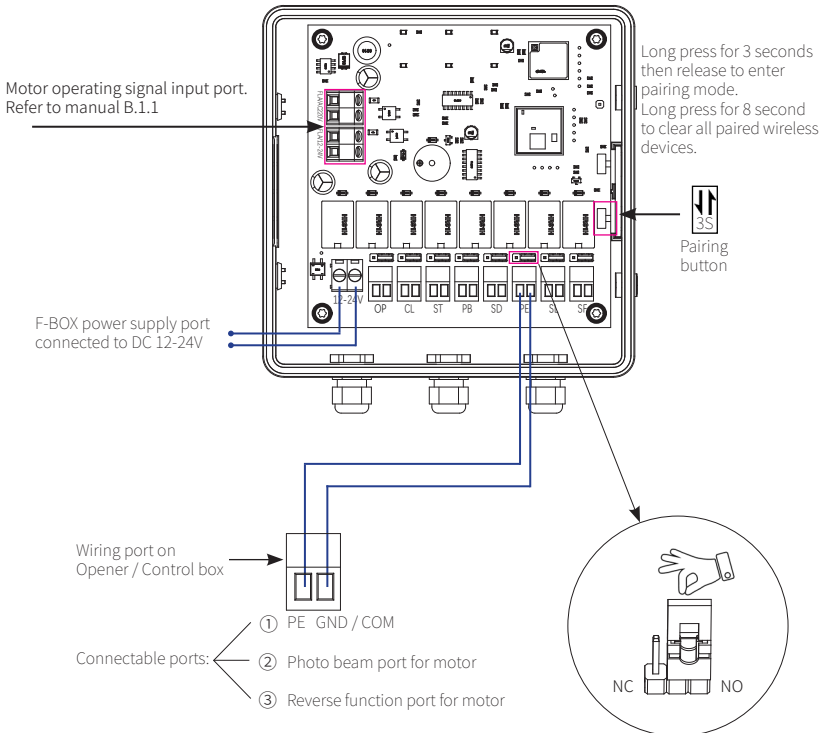 Motor operating signal input port.
Refer to manual B.1.1
Long press for 3 seconds
then release to enter
pairing mode.
Long press for 8 second
to clear all paired wireless
devices.
3S
Pairing
button
12-24V
OP CL ST PB SD PE SL SF
F-BOX power supply port
connected to DC 12-24V
Wiring port on
Opener / Control box
① PE GND / COM
Connectable ports:
② Photo beam port for motor
③ Reverse function port for motor
NC NO